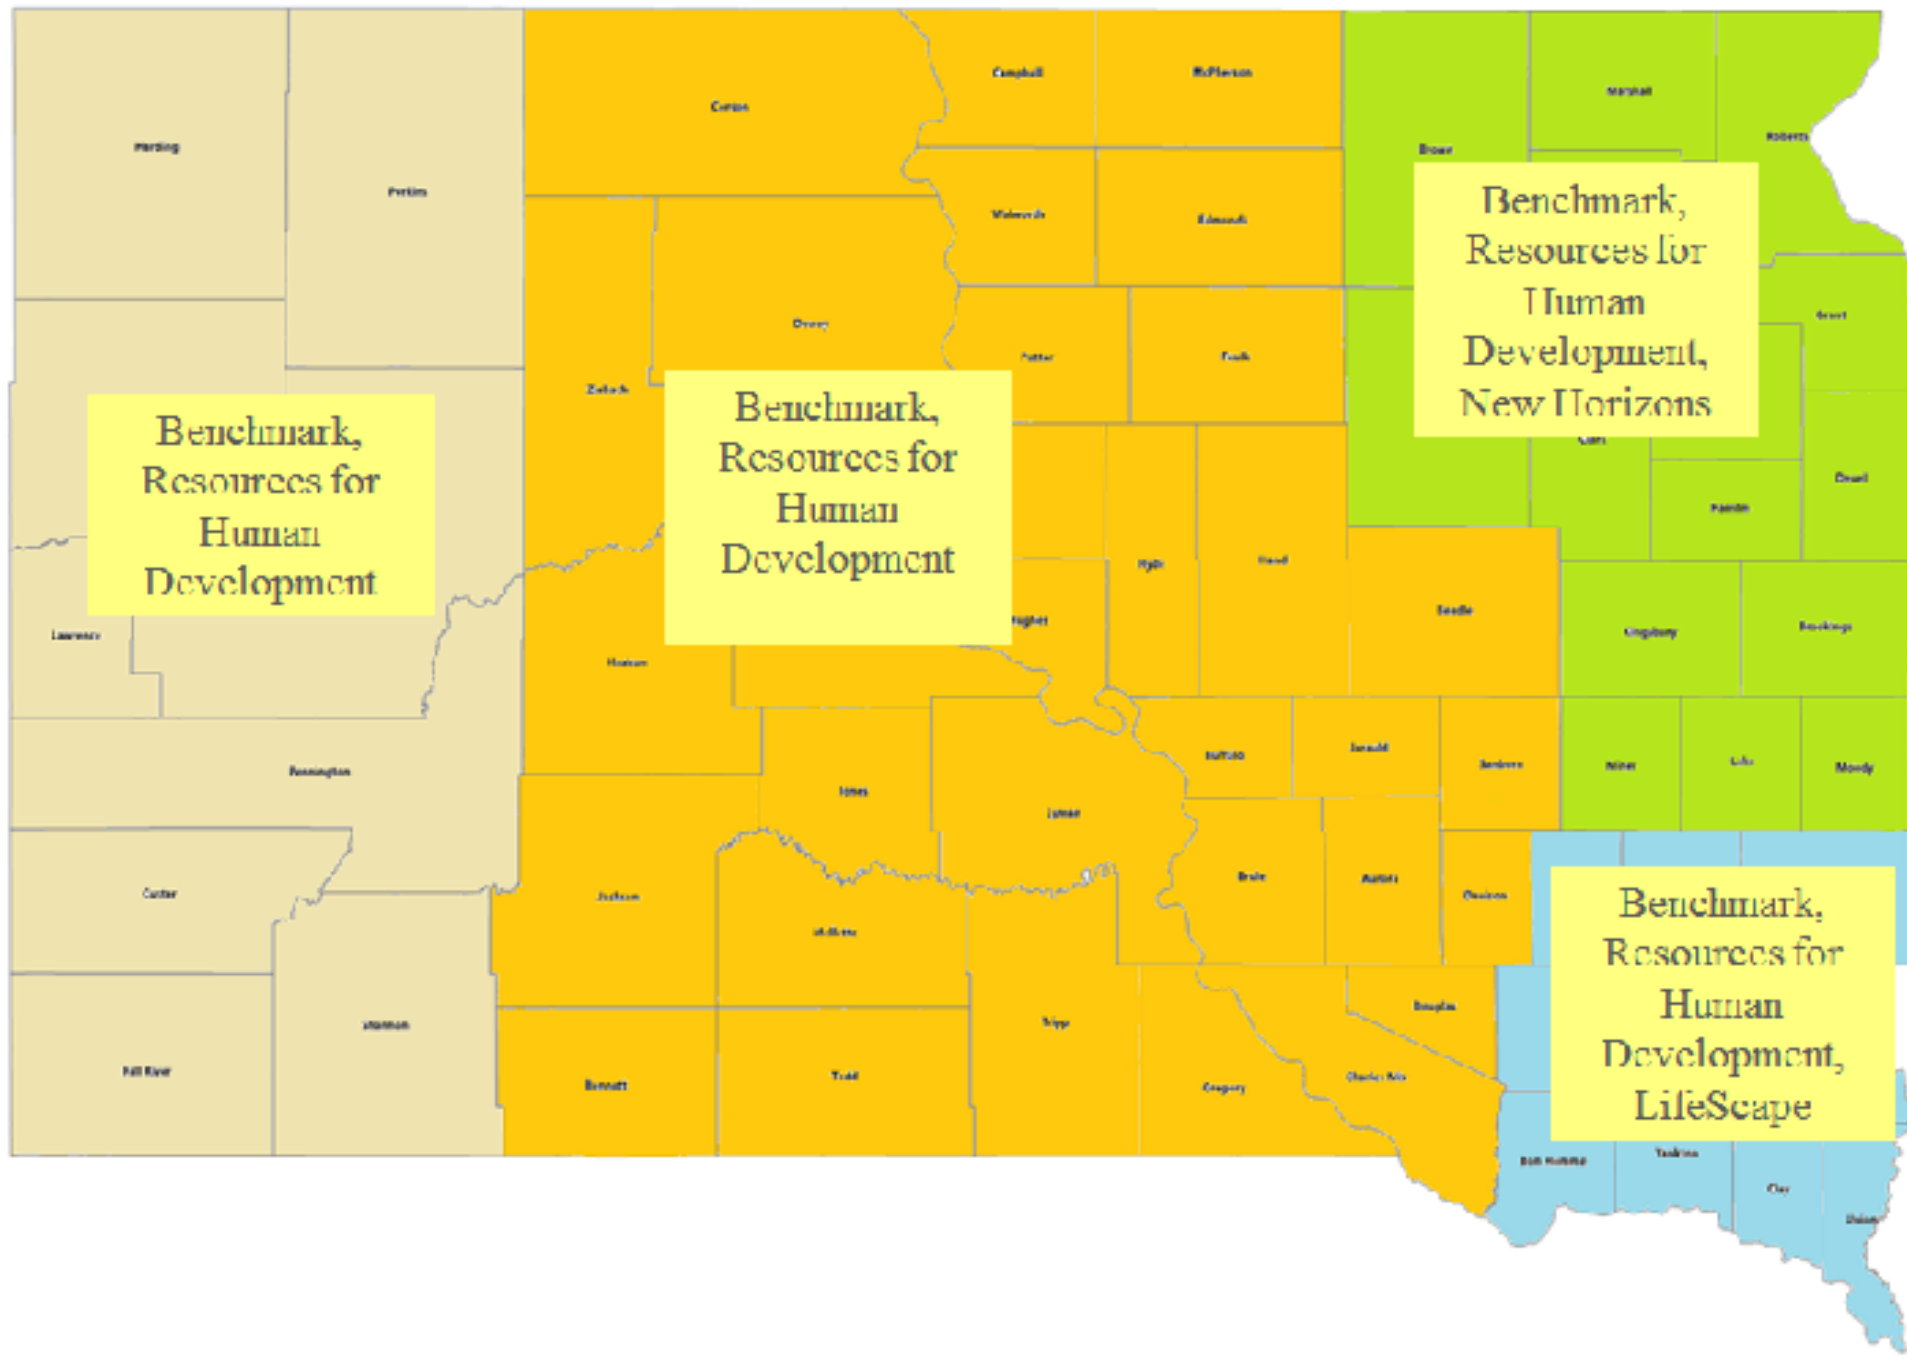 Campbell
McPherson
Corson
Marshall
Roberts
Harding
Brown
Perkins
Walworth
Edmunds
Benchmark,
Resources for
Human
Development,
New Horizons
Grant
Dewey
Potter
Faulk
Ziebach
Benchmark,
Resources for
Human
Development
Benchmark,
Resources for
Human
Development
Deuel
Hamlin
Hyde
Hand
Beadle
Hughes
Kingsbury
Brookings
Lawrence
Haakon
Buffalo
Jerauld
Sanborn
Miner
Lake
Moody
Pennington
Jones
Lyman
Custer
Jackson
Mellette
Brule
Aurora
Davison
Benchmark,
Resources for
Human
Development,
LifeScape
Shannon
Tripp
Douglas
Fall River
Bennett
Todd
Gregory
Charles Mix
Bon Homme
Yankton
Clay
Union